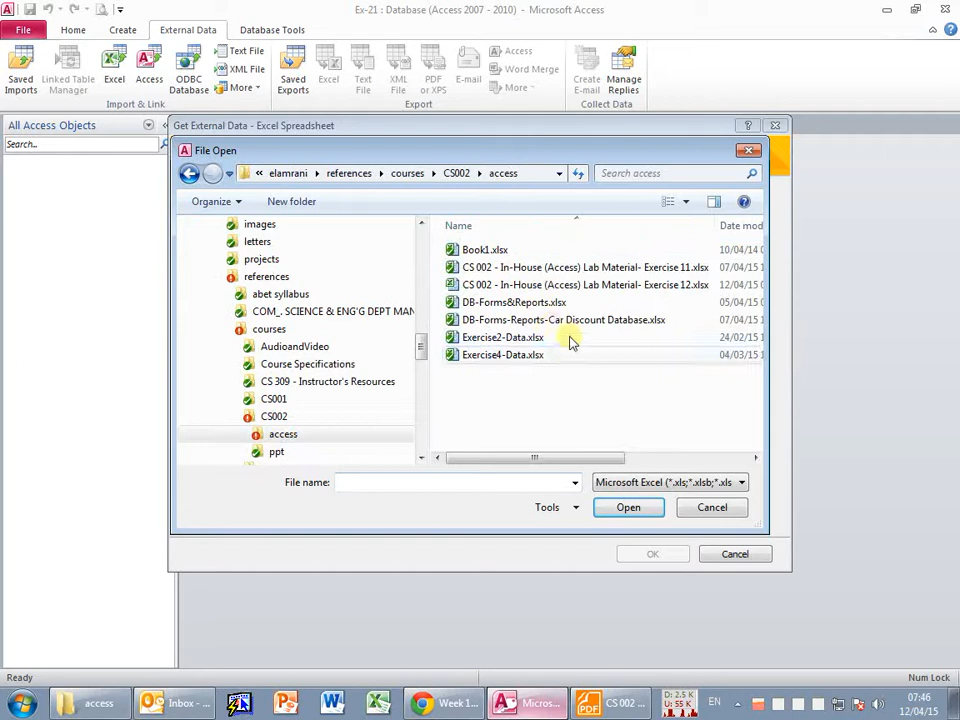 Ex-21 : Database (Access 2007 - 2010) - Microsoft Access
File Home Create External Data Database Tools
Saved Imports
Linked Table Manager
Excel
Access
ODBC Database
Text File
XML File
More
Import & Link
Saved Exports
Excel
Text File
XML File
PDF or XPS
E-mail
Access
Word Merge
More
Export
Create E-mail
Manage Replies
Collect Data
All Access Objects
Search...
Get External Data - Excel Spreadsheet
File Open
elamrani references courses CS002 access
Search access
Organize New folder
images
letters
projects
references
abet syllabus
COM_. SCIENCE & ENG'G DEPT MAN
courses
AudioandVideo
Course Specifications
CS 309 - Instructor's Resources
CS001
CS002
access
ppt
Name Date mod
Book1.xlsx 10/04/14
CS 002 - In-House (Access) Lab Material- Exercise 11.xlsx 07/04/15
CS 002 - In-House (Access) Lab Material- Exercise 12.xlsx 12/04/15
DB-Forms&Reports.xlsx 05/04/15
DB-Forms-Reports-Car Discount Database.xlsx 07/04/15
Exercise2-Data.xlsx 24/02/15
Exercise4-Data.xlsx 04/03/15
File name: Microsoft Excel (*.xls;*.xlsb;*.xls
Tools Open Cancel
OK Cancel
Ready Num Lock
access Inbox - ... Week 1... Micros... CS 002 ... D: 2.5 K EN 07:46
U: 55 K 12/04/15